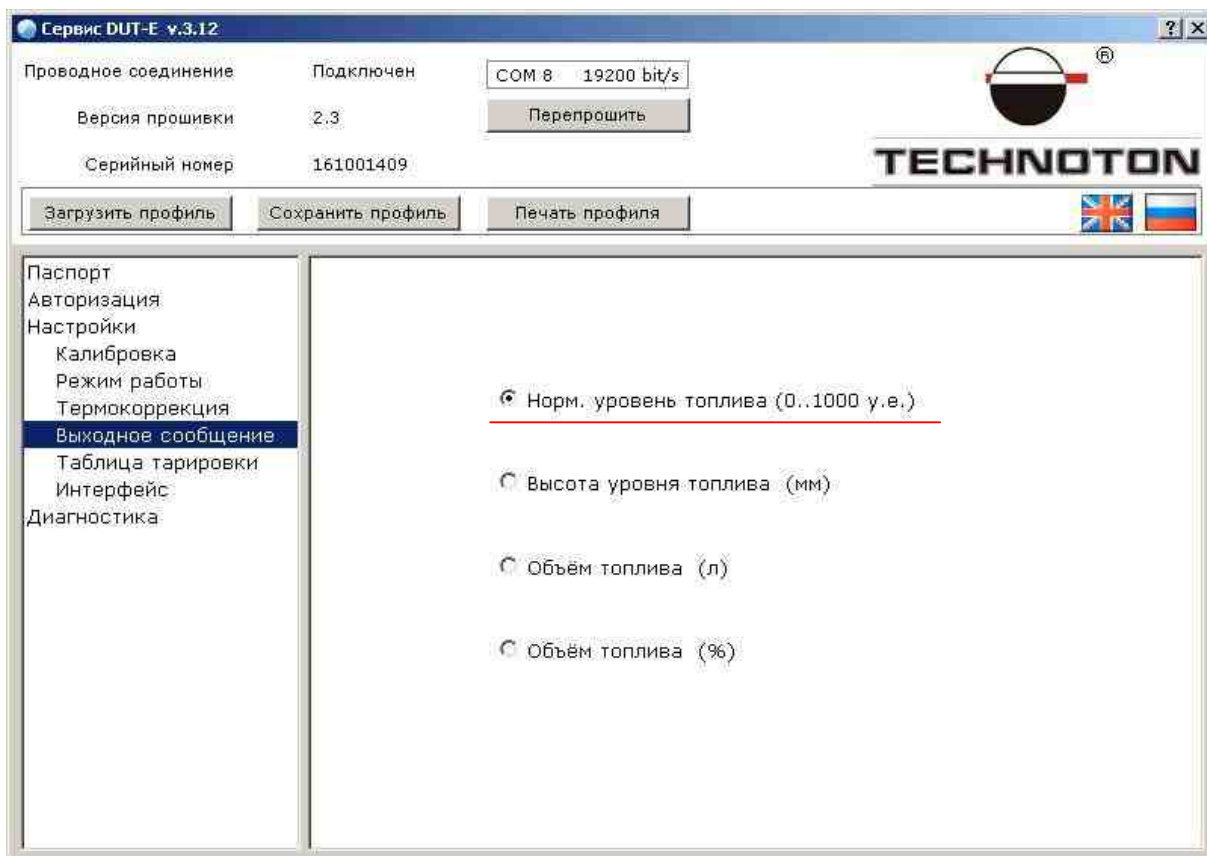 Сервис DUT-E v.3.12
Проводное соединение Подключен COM 8 19200 bit/s
Версия прошивки 2.3 Перепрошить
Серийный номер 161001409
®
TECHNOTON
Загрузить профиль Сохранить профиль Печать профиля
Паспорт
Авторизация
Настройки
Калибровка
Режим работы
Термокоррекция
Выходное сообщение
Таблица тарировки
Интерфейс
Диагностика
Норм. уровень топлива (0..1000 у.е.)
Высота уровня топлива (мм)
Объём топлива (л)
Объём топлива (%)